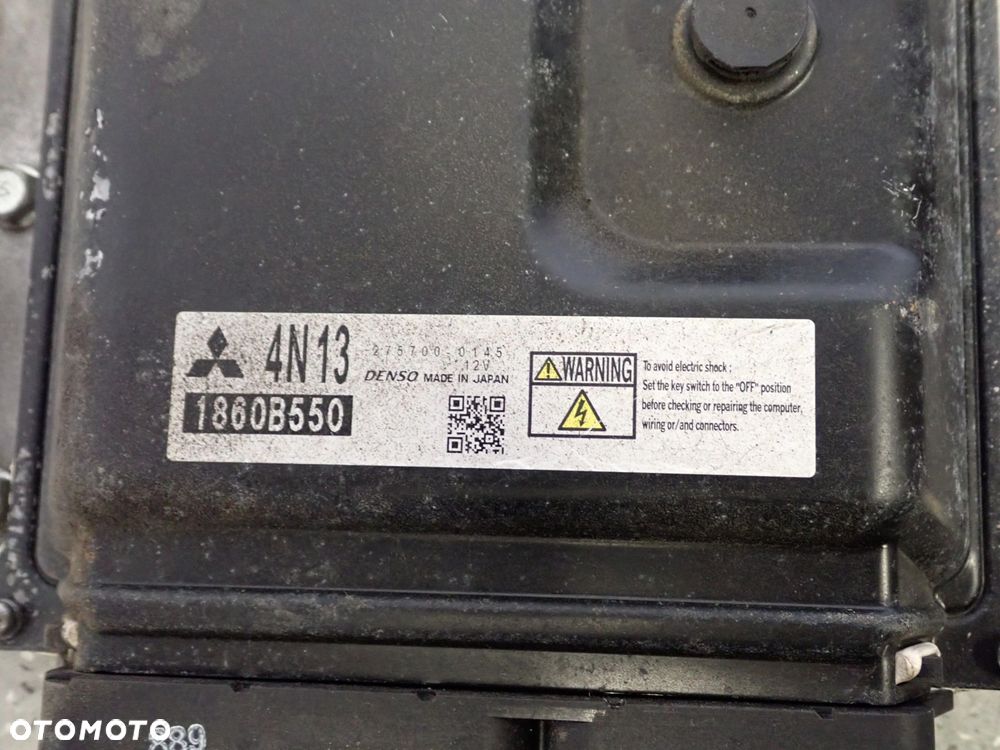 4N13
1860B550
275700 0145
12V
DENSO MADE IN JAPAN
WARNING
To avoid electric shock :
Set the key switch to the "OFF" position
before checking or repairing the computer,
wiring or/and connectors.
889
OTOMOTO